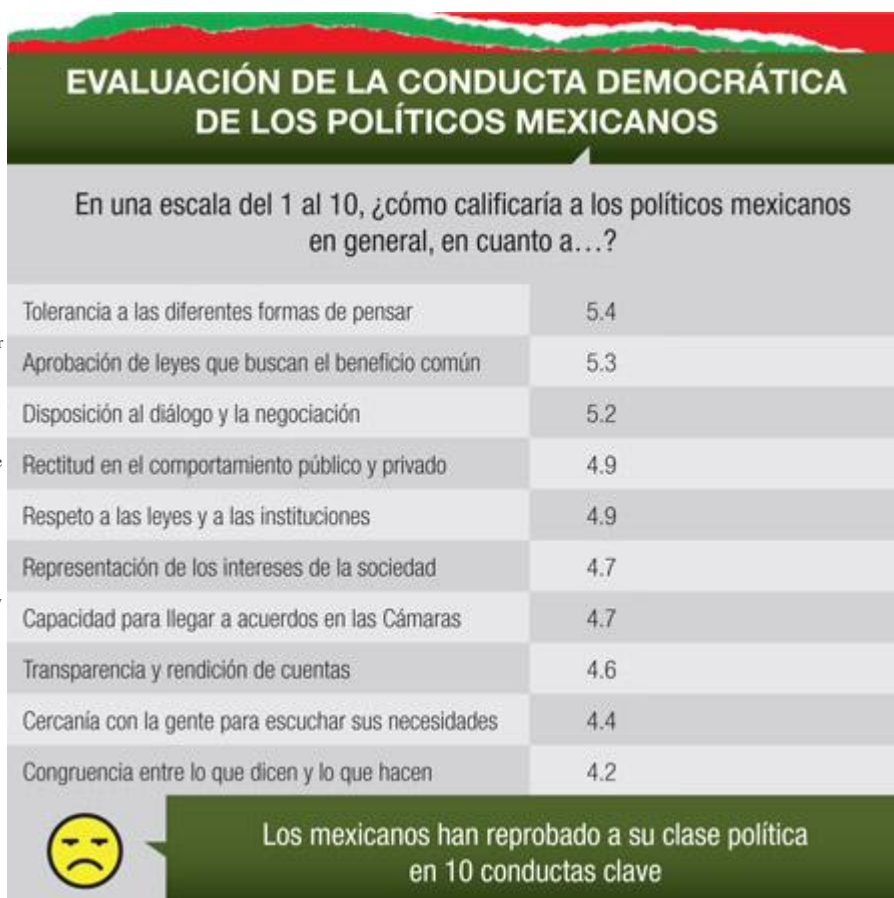 EVALUACIÓN DE LA CONDUCTA DEMOCRÁTICA
DE LOS POLÍTICOS MEXICANOS
En una escala del 1 al 10, ¿cómo calificaría a los políticos mexicanos
en general, en cuanto a…?
Tolerancia a las diferentes formas de pensar 5.4
Aprobación de leyes que buscan el beneficio común 5.3
Disposición al diálogo y la negociación 5.2
Rectitud en el comportamiento público y privado 4.9
Respeto a las leyes y a las instituciones 4.9
Representación de los intereses de la sociedad 4.7
Capacidad para llegar a acuerdos en las Cámaras 4.7
Transparencia y rendición de cuentas 4.6
Cercanía con la gente para escuchar sus necesidades 4.4
Congruencia entre lo que dicen y lo que hacen 4.2
Los mexicanos han reprobado a su clase política
en 10 conductas clave